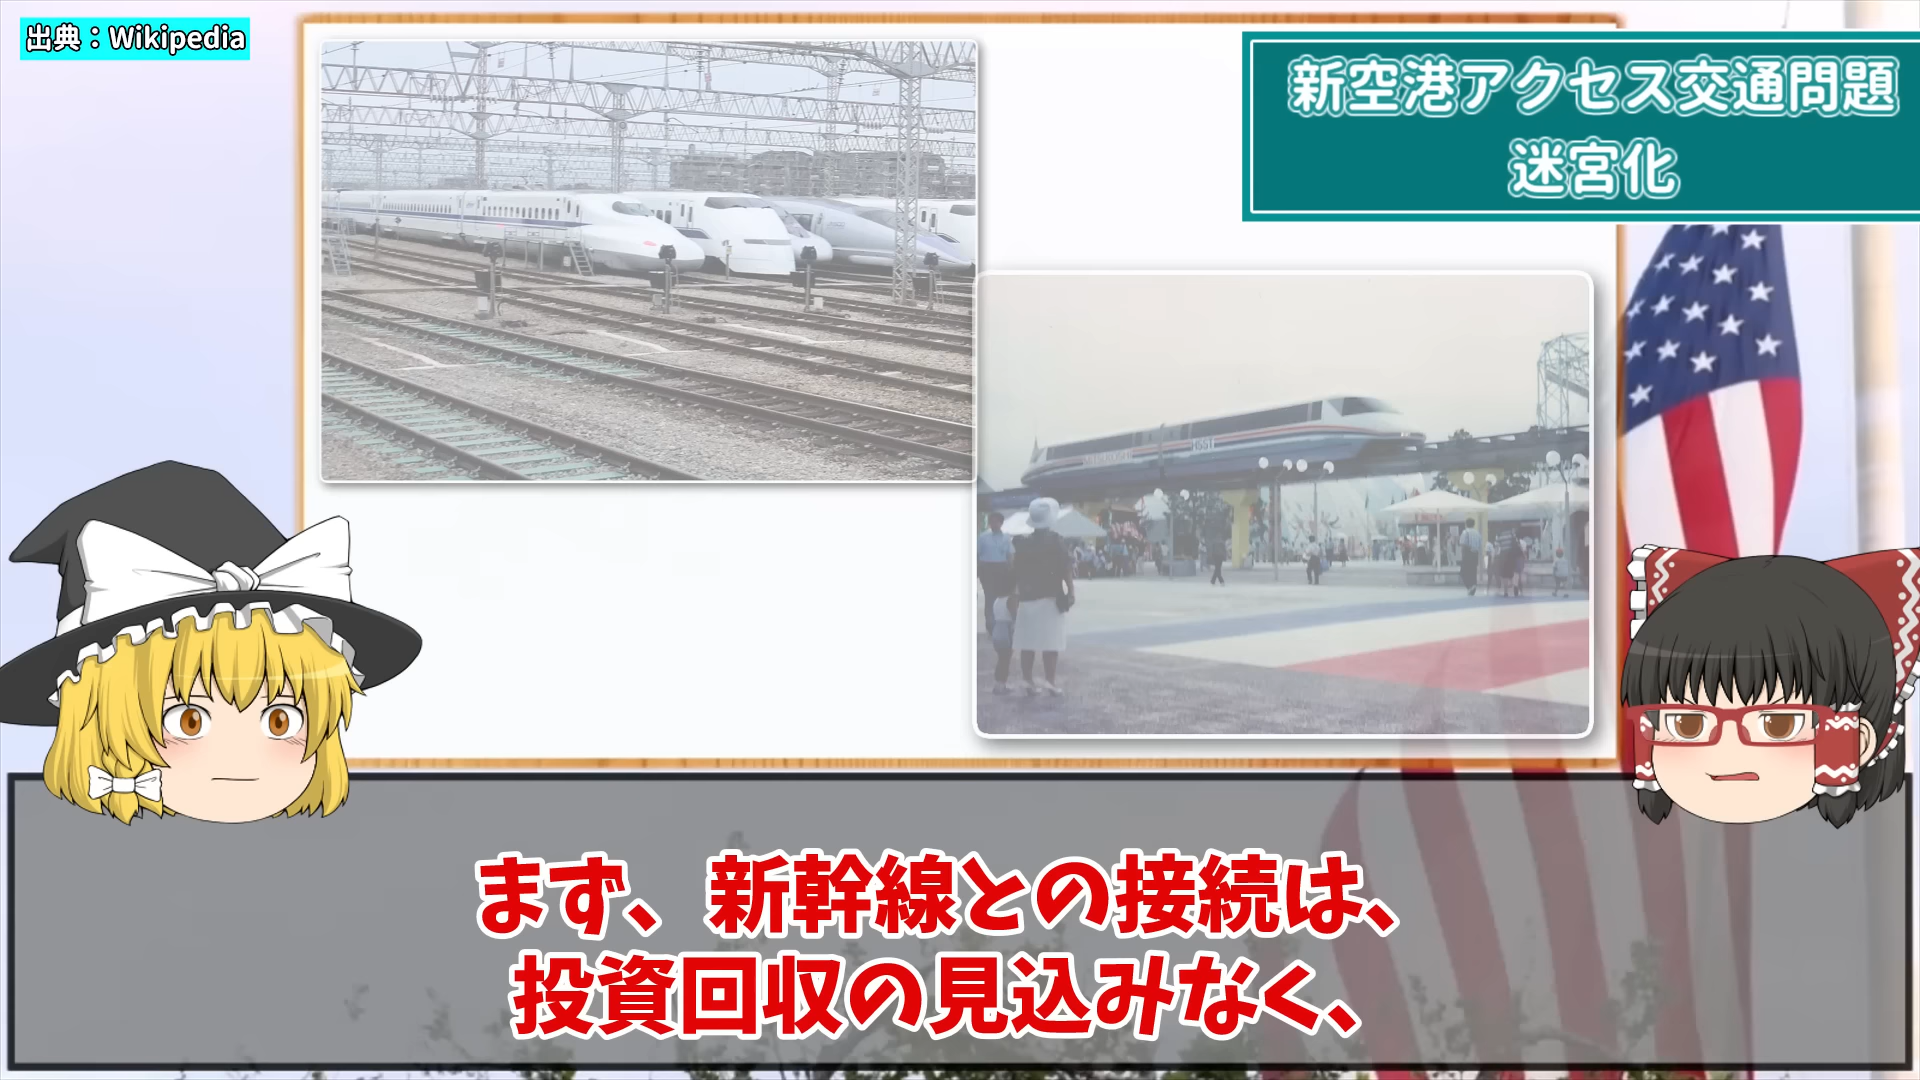 出典：Wikipedia
新空港アクセス交通問題
迷宮化
HSST
まず、新幹線との接続は、
投資回収の見込みなく、